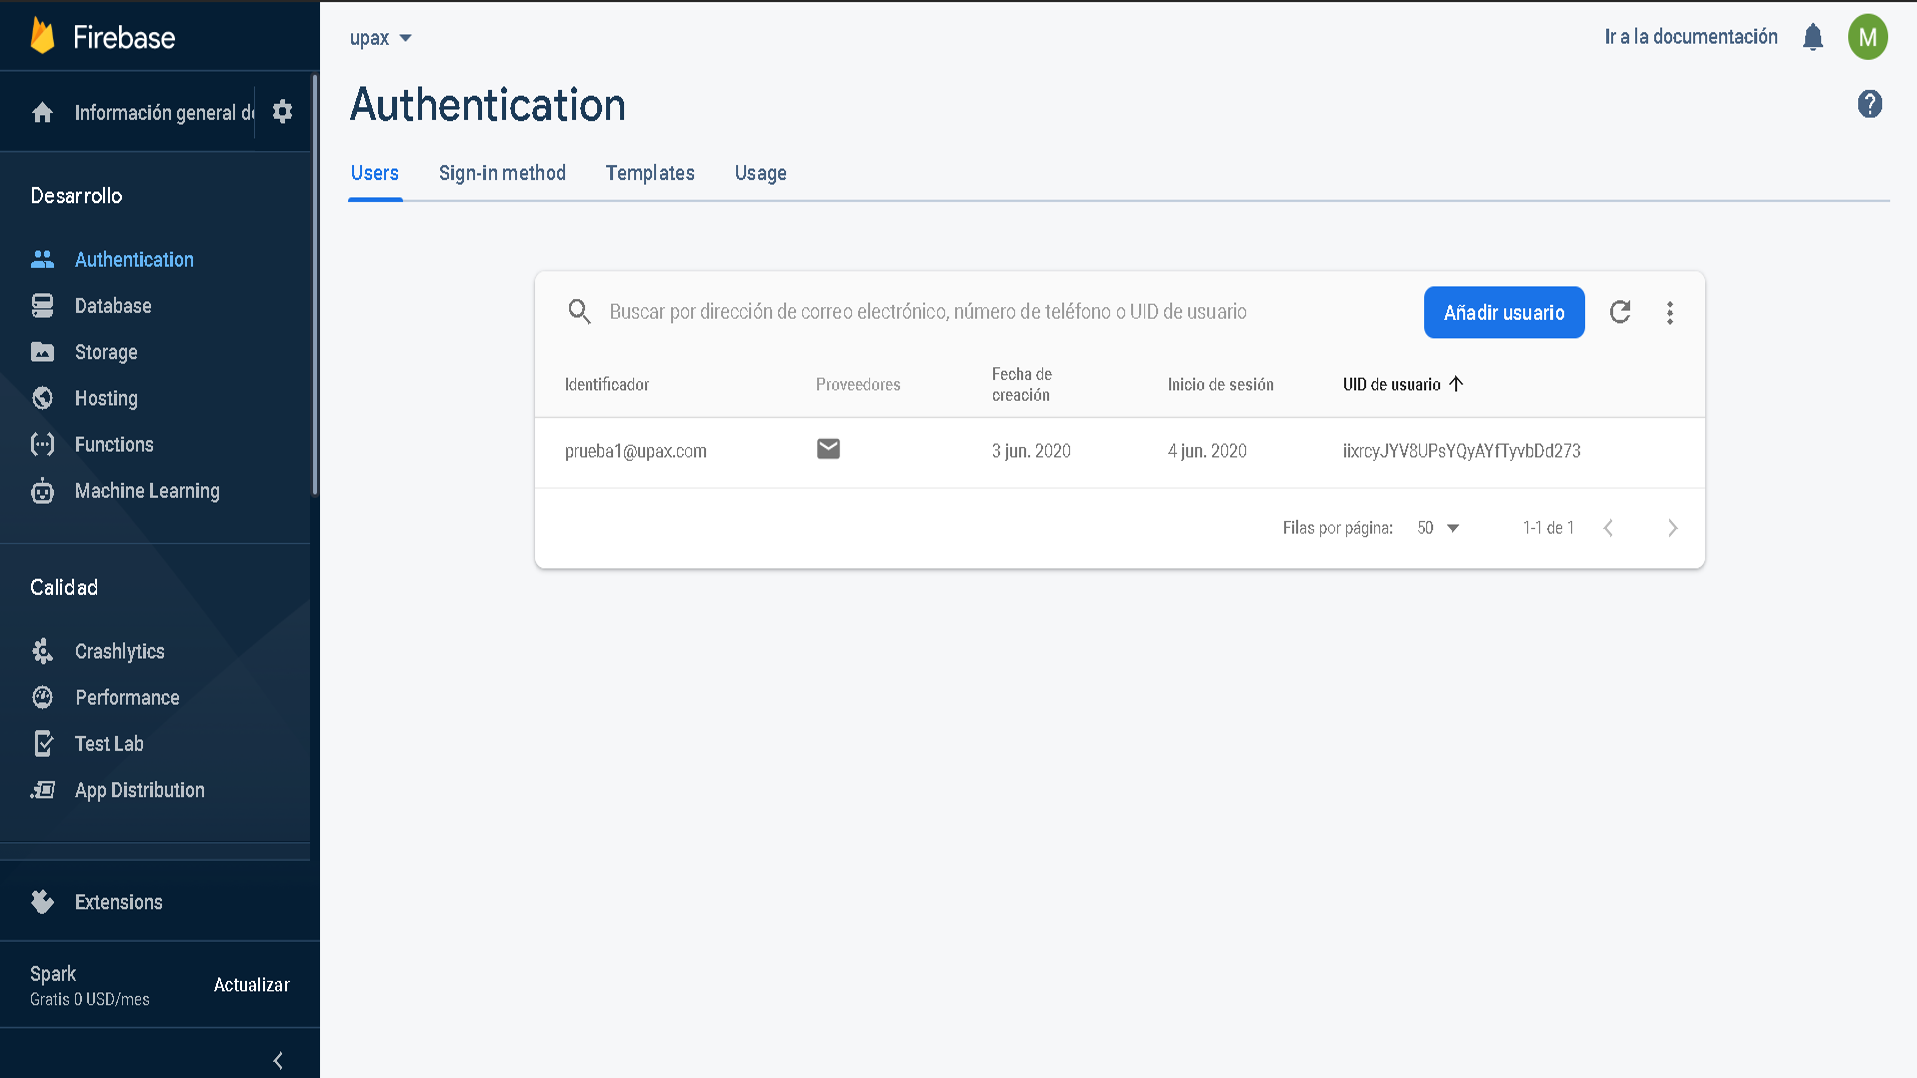 Firebase
Información general de
Desarrollo
Authentication
Database
Storage
Hosting
Functions
Machine Learning
Calidad
Crashlytics
Performance
Test Lab
App Distribution
Extensions
Spark
Gratis 0 USD/mes
Actualizar
upax
Ir a la documentación
M
Authentication
Users Sign-in method Templates Usage
Buscar por dirección de correo electrónico, número de teléfono o UID de usuario
Añadir usuario
Identificador Proveedores Fecha de creación Inicio de sesión UID de usuario
prueba1@upax.com 3 jun. 2020 4 jun. 2020 iixrcyJYV8UPsYQyAYfTyvbDd273
Filas por página: 50 1-1 de 1